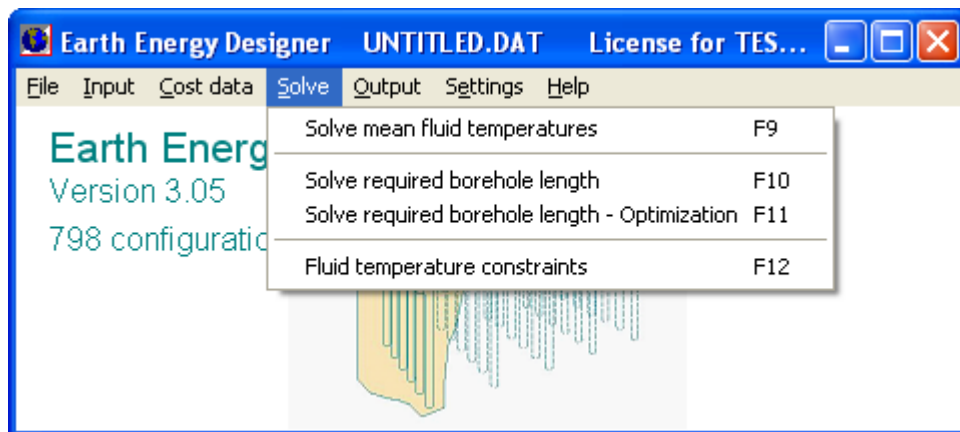 Earth Energy Designer UNTITLED.DAT License for TES...
File Input Cost data Solve Output Settings Help
Solve mean fluid temperatures F9
Solve required borehole length F10
Solve required borehole length - Optimization F11
Fluid temperature constraints F12
Earth Energ
Version 3.05
798 configuratio